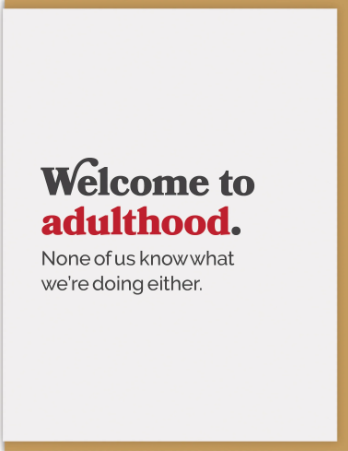 Welcome to
adulthood.
None of us know what
we're doing either.